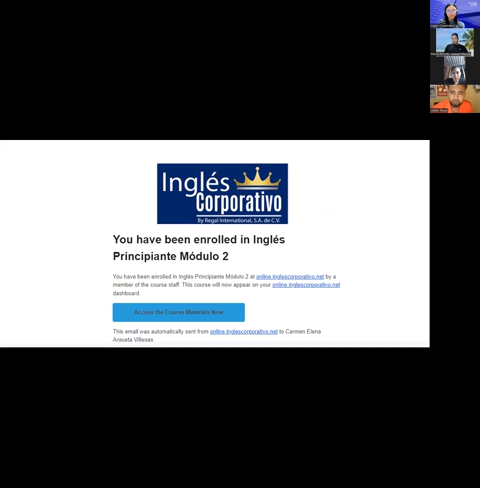 Inglés
Corporativo
By Regal International, S.A. de C.V.
You have been enrolled in Inglés
Principiante Módulo 2
You have been enrolled in Inglés Principiante Módulo 2 at online.inglescorporativo.net by a
member of the course staff. This course will now appear on your online.inglescorporativo.net
dashboard.
Access the Course Materials Now
This email was automatically sent from online.inglescorporativo.net to Carmen Elena
Villegas